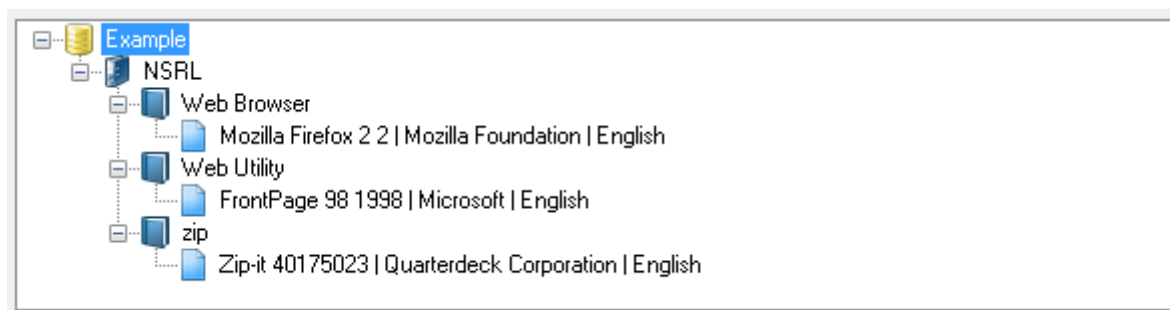 Example
NSRL
Web Browser
Mozilla Firefox 2 2 | Mozilla Foundation | English
Web Utility
FrontPage 98 1998 | Microsoft | English
zip
Zip-it 40175023 | Quarterdeck Corporation | English